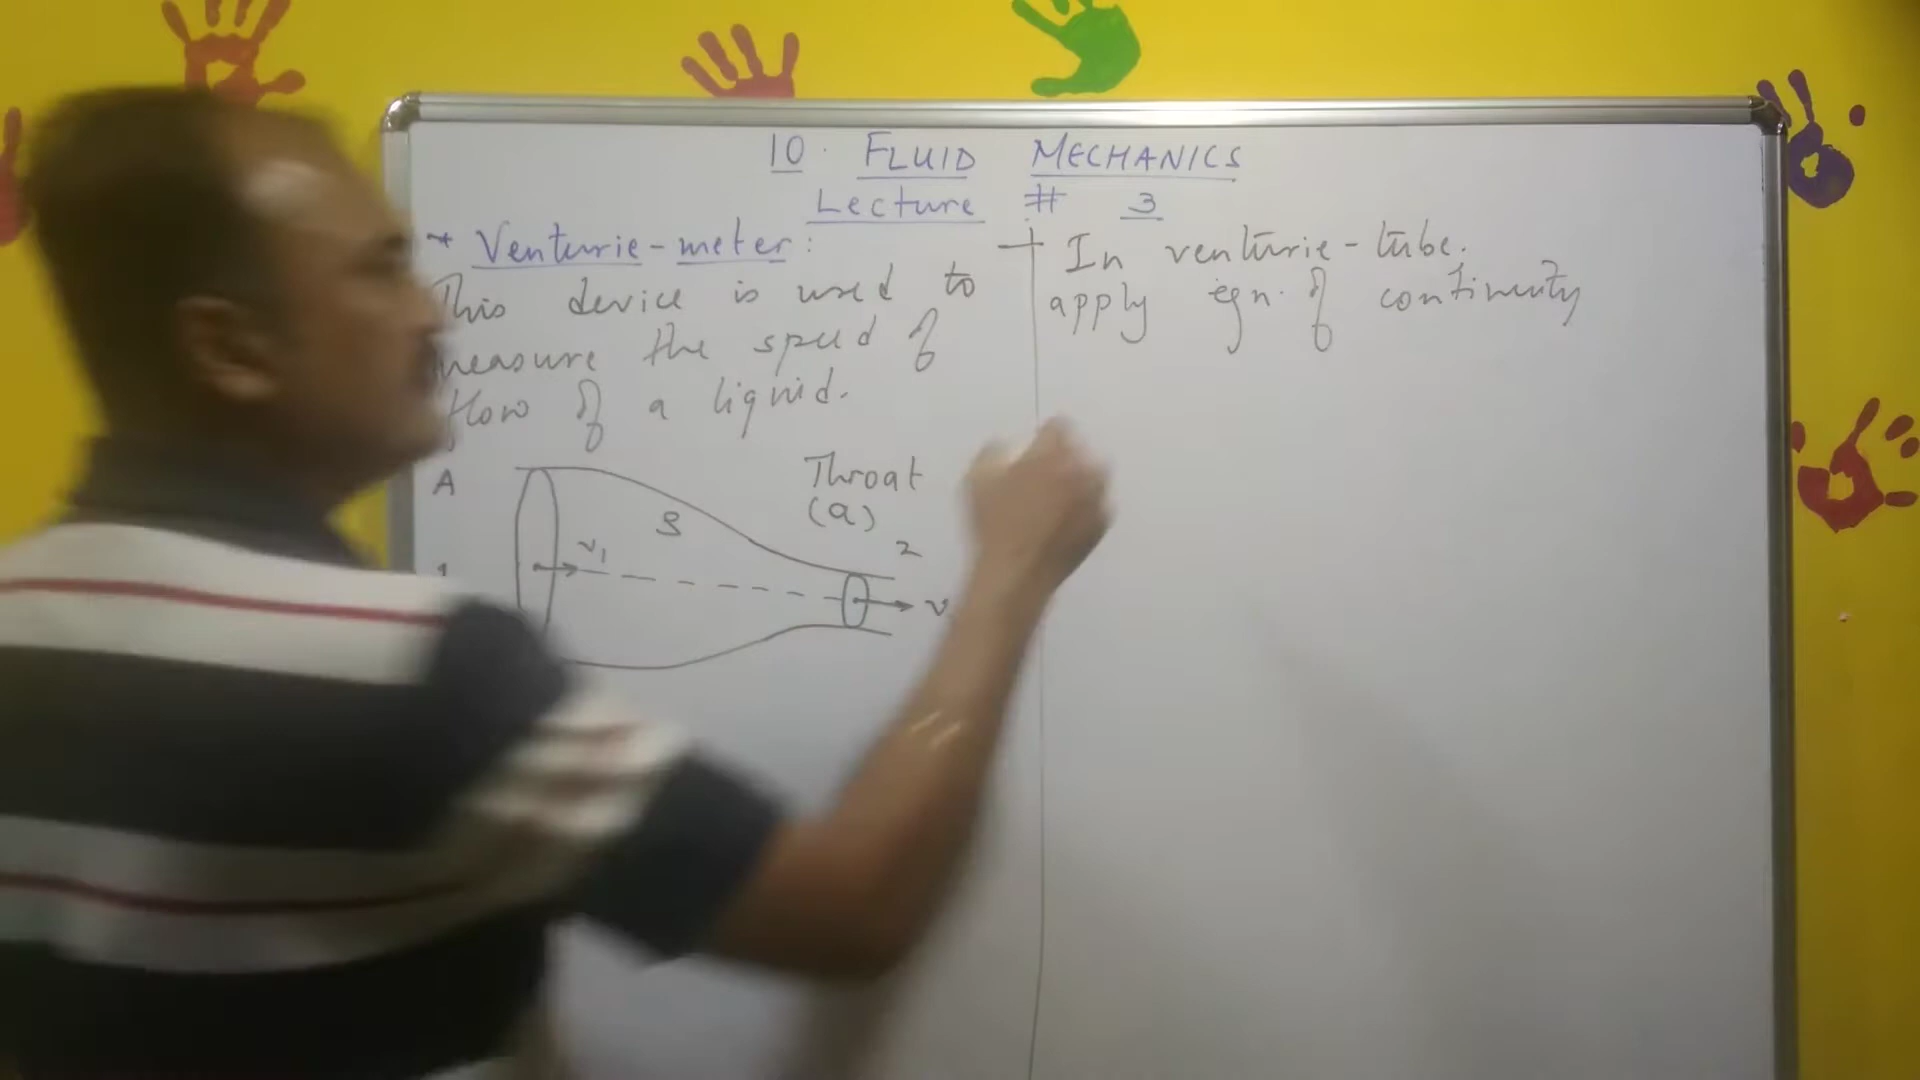 10. FLUID MECHANICS
Lecture # 3
* Venturie-meter:
This device is used to
measure the speed of
flow of a liquid.
A
Throat
(a)
ρ
2
v₁
1
v
+ In venturie-tube.
apply eqn. of continuity